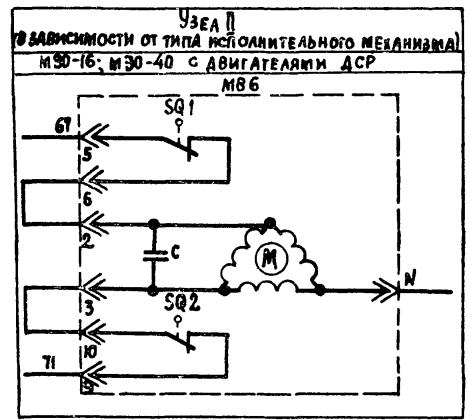 Узел П
(В ЗАВИСИМОСТИ ОТ ТИПА ИСПОЛНИТЕЛЬНОГО МЕХАНИЗМА)
МЭО-16; МЭО-40 С ДВИГАТЕЛЯМИ ДСР
МВ6
SQ1
67
5
6
2
C
M
N
3
SQ2
10
71
9